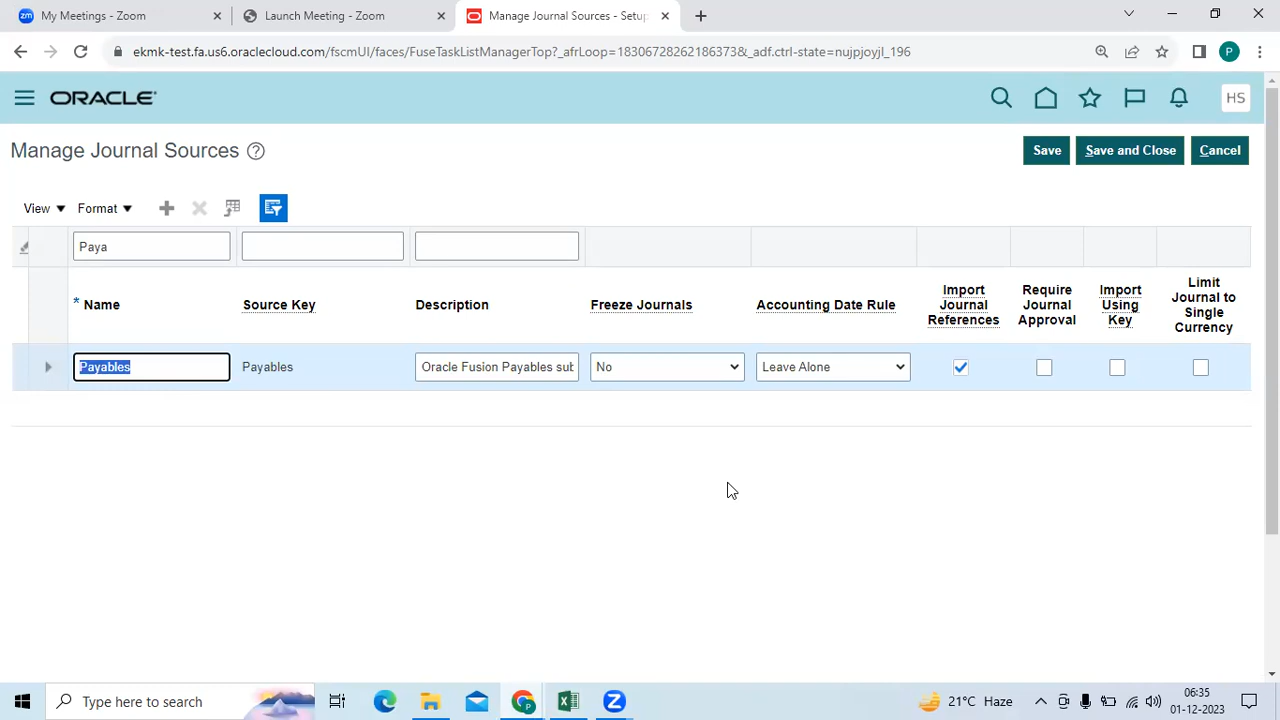 My Meetings - Zoom
Launch Meeting - Zoom
Manage Journal Sources - Setup
ekmk-test.fa.us6.oraclecloud.com/fscmUI/faces/FuseTaskListManagerTop?_afrLoop=183067282621863​73&_adf.ctrl-state=nujpjoyjl_196
P
ORACLE
HS
Manage Journal Sources ?
Save
Save and Close
Cancel
View
Format
Paya
* Name
Source Key
Description
Freeze Journals
Accounting Date Rule
Import Journal References
Require Journal Approval
Import Using Key
Limit Journal to Single Currency
Payables
Payables
Oracle Fusion Payables sub
No
Leave Alone
Type here to search
21°C Haze
06:35
01-12-2023